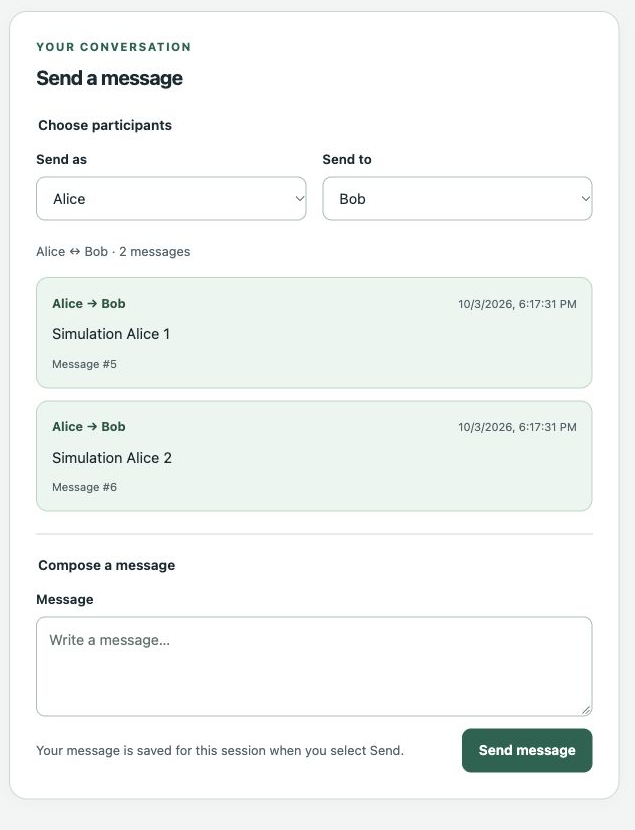 YOUR CONVERSATION
Send a message
Choose participants
Send as
Send to
Alice
Bob
Alice ↔ Bob · 2 messages
Alice → Bob
10/3/2026, 6:17:31 PM
Simulation Alice 1
Message #5
Alice → Bob
10/3/2026, 6:17:31 PM
Simulation Alice 2
Message #6
Compose a message
Message
Write a message...
Your message is saved for this session when you select Send.
Send message